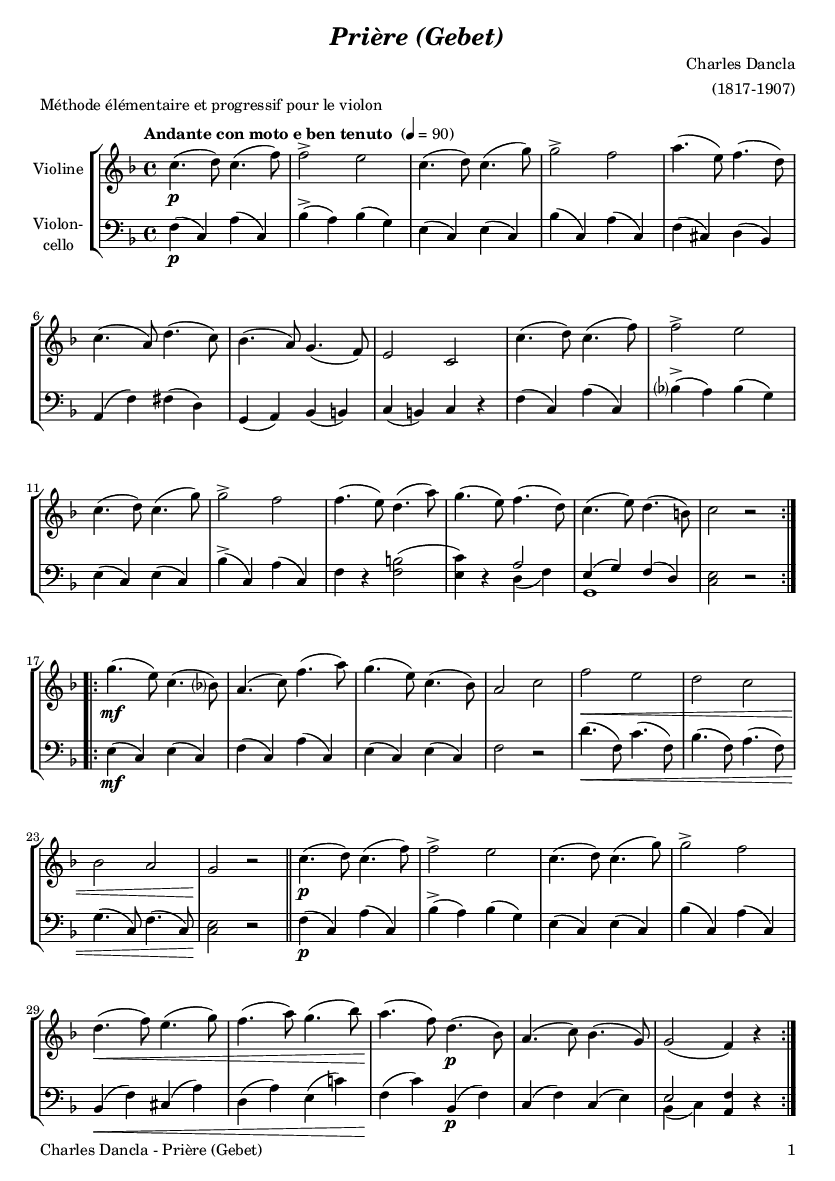 Prière (Gebet)
Charles Dancla
(1817-1907)
Méthode élémentaire et progressif pour le violon
Andante con moto e ben tenuto (♩ = 90)
Violine
p
Violon-
cello
p
6
11
17
mf
mf
23
p
p
29
p
p
Charles Dancla - Prière (Gebet)
1